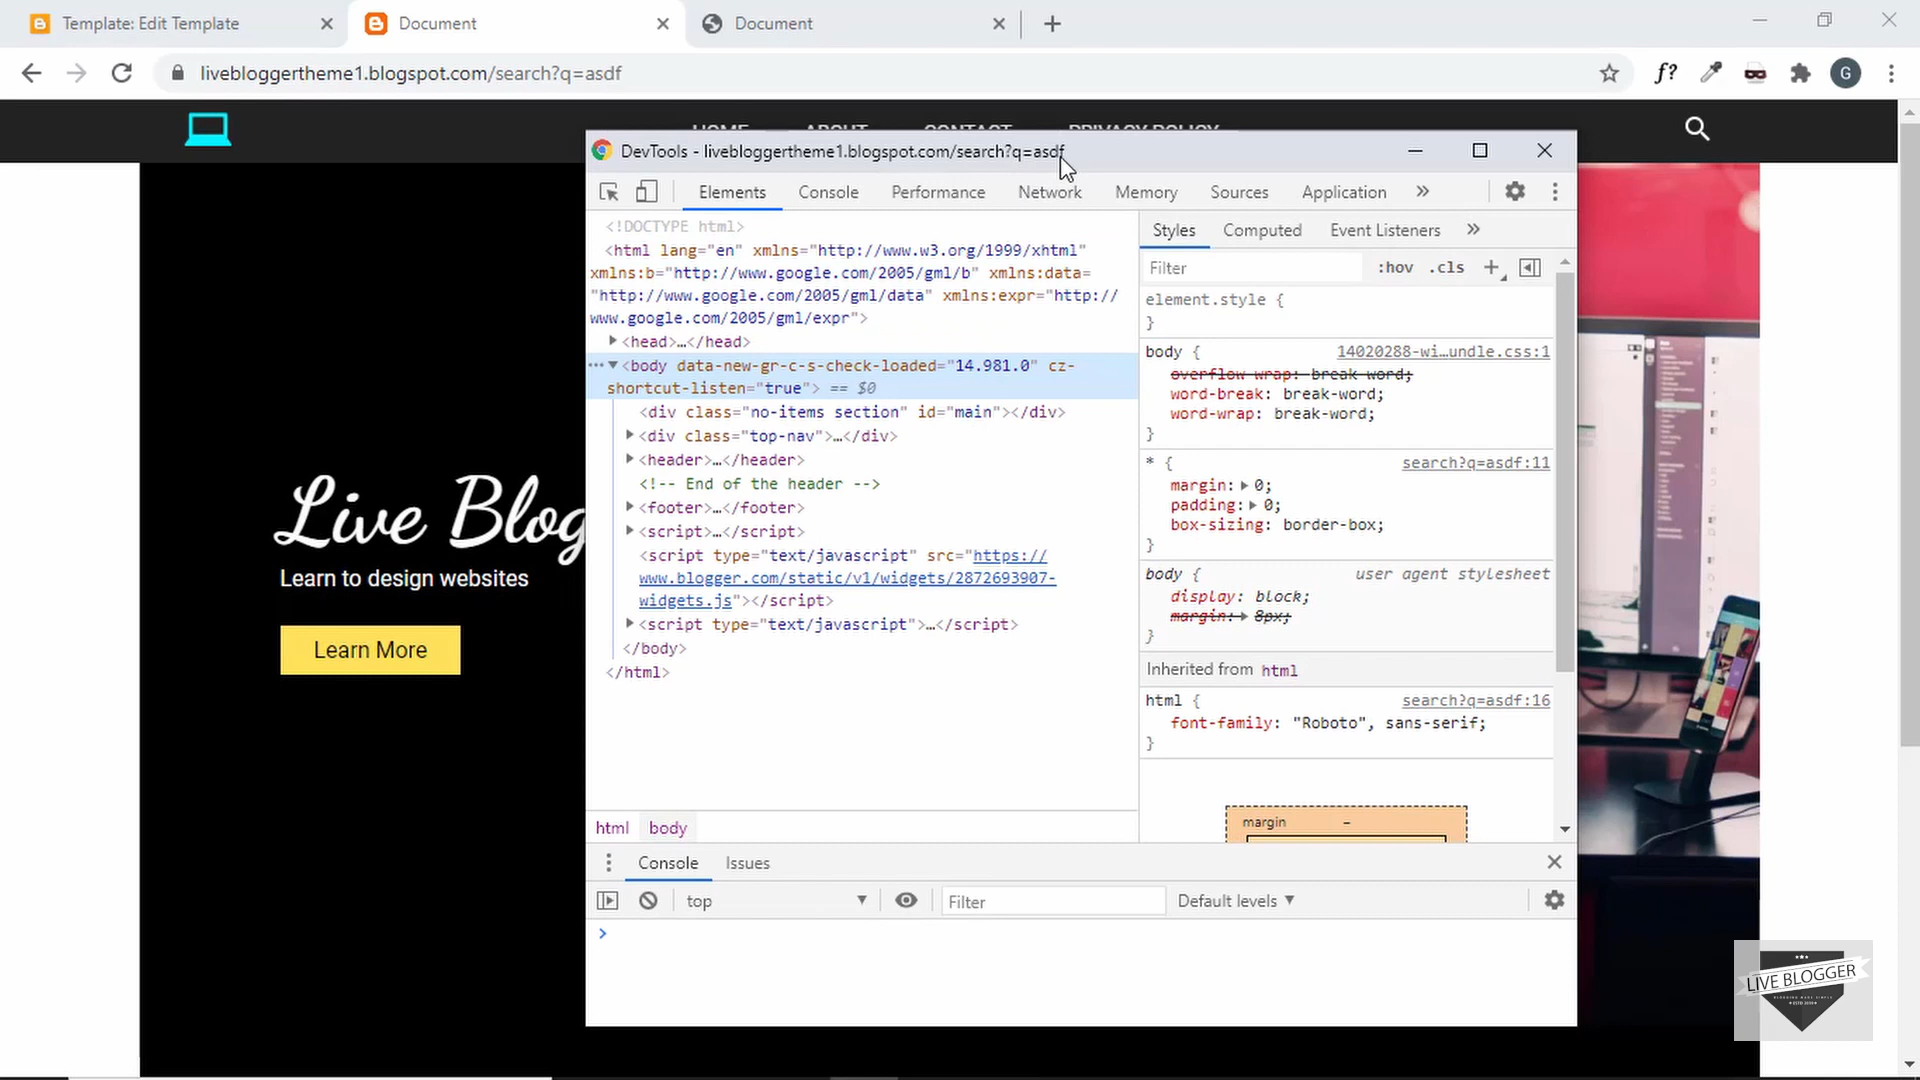 Template: Edit Template
Document
Document
livebloggertheme1.blogspot.com/search?q=asdf
f?
G
HOME ABOUT CONTACT PRIVACY POLICY
DevTools - livebloggertheme1.blogspot.com/search?q=asdf
Elements Console Performance Network Memory Sources Application »
<!DOCTYPE html>
<html lang="en" xmlns="http://www.w3.org/1999/xhtml"
xmlns:b="http://www.google.com/2005/gml/b" xmlns:data=
"http://www.google.com/2005/gml/data" xmlns:expr="http://
www.google.com/2005/gml/expr">
<head>…</head>
<body data-new-gr-c-s-check-loaded="14.981.0" cz-
shortcut-listen="true"> == $0
<div class="no-items section" id="main"></div>
<div class="top-nav">…</div>
<header>…</header>
<!-- End of the header -->
<footer>…</footer>
<script>…</script>
<script type="text/javascript" src="https://
www.blogger.com/static/v1/widgets/2872693907-
widgets.js"></script>
<script type="text/javascript">…</script>
</body>
</html>
html body
Styles Computed Event Listeners »
Filter :hov .cls +
element.style {
}
body { 14020288-wi…undle.css:1
overflow-wrap: break-word;
word-break: break-word;
word-wrap: break-word;
}
* { search?q=asdf:11
margin: 0;
padding: 0;
box-sizing: border-box;
}
body { user agent stylesheet
display: block;
margin: 8px;
}
Inherited from html
html { search?q=asdf:16
font-family: "Roboto", sans-serif;
}
margin –
Console Issues
top Filter Default levels
>
Live Blog
Learn to design websites
Learn More
LIVE BLOGGER